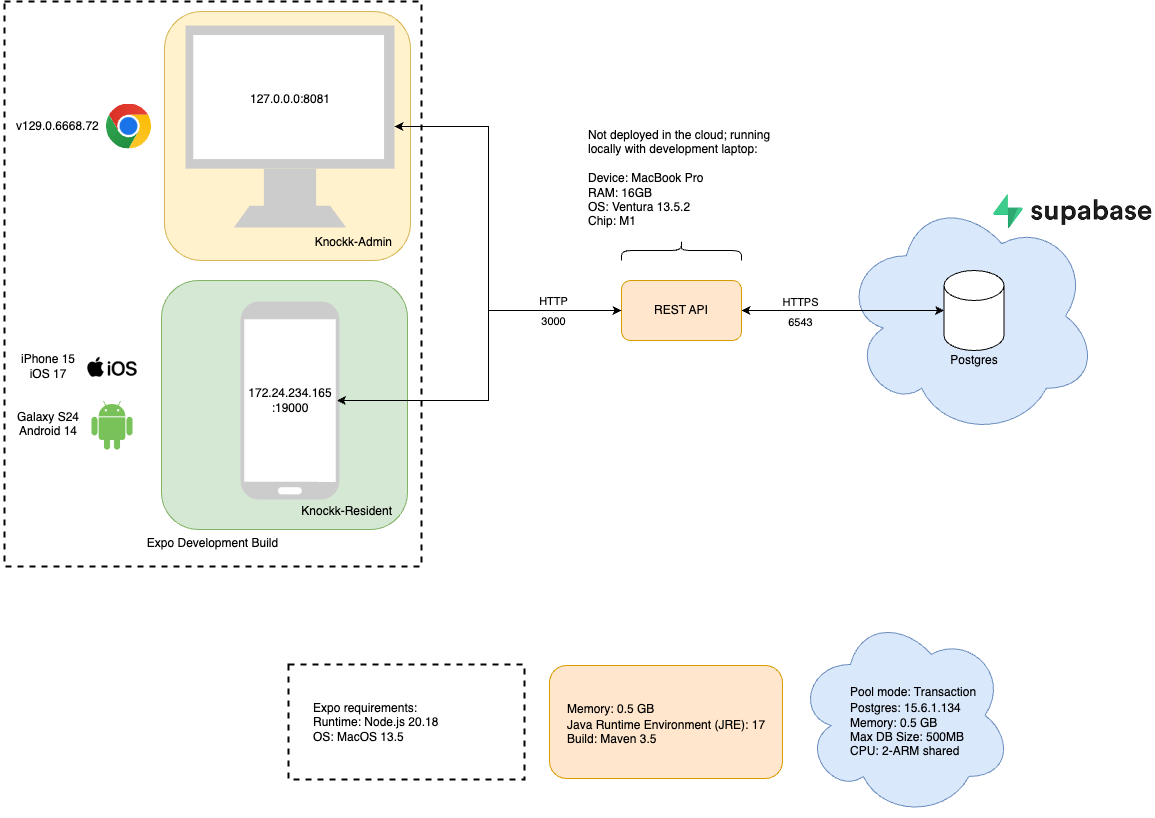 127.0.0.0:8081
v129.0.6668.72
Knockk-Admin
iPhone 15
iOS 17
iOS
Galaxy S24
Android 14
172.24.234.165
:19000
Knockk-Resident
Expo Development Build
HTTP
3000
Not deployed in the cloud; running
locally with development laptop:
Device: MacBook Pro
RAM: 16GB
OS: Ventura 13.5.2
Chip: M1
REST API
HTTPS
6543
supabase
Postgres
Expo requirements:
Runtime: Node.js 20.18
OS: MacOS 13.5
Memory: 0.5 GB
Java Runtime Environment (JRE): 17
Build: Maven 3.5
Pool mode: Transaction
Postgres: 15.6.1.134
Memory: 0.5 GB
Max DB Size: 500MB
CPU: 2-ARM shared